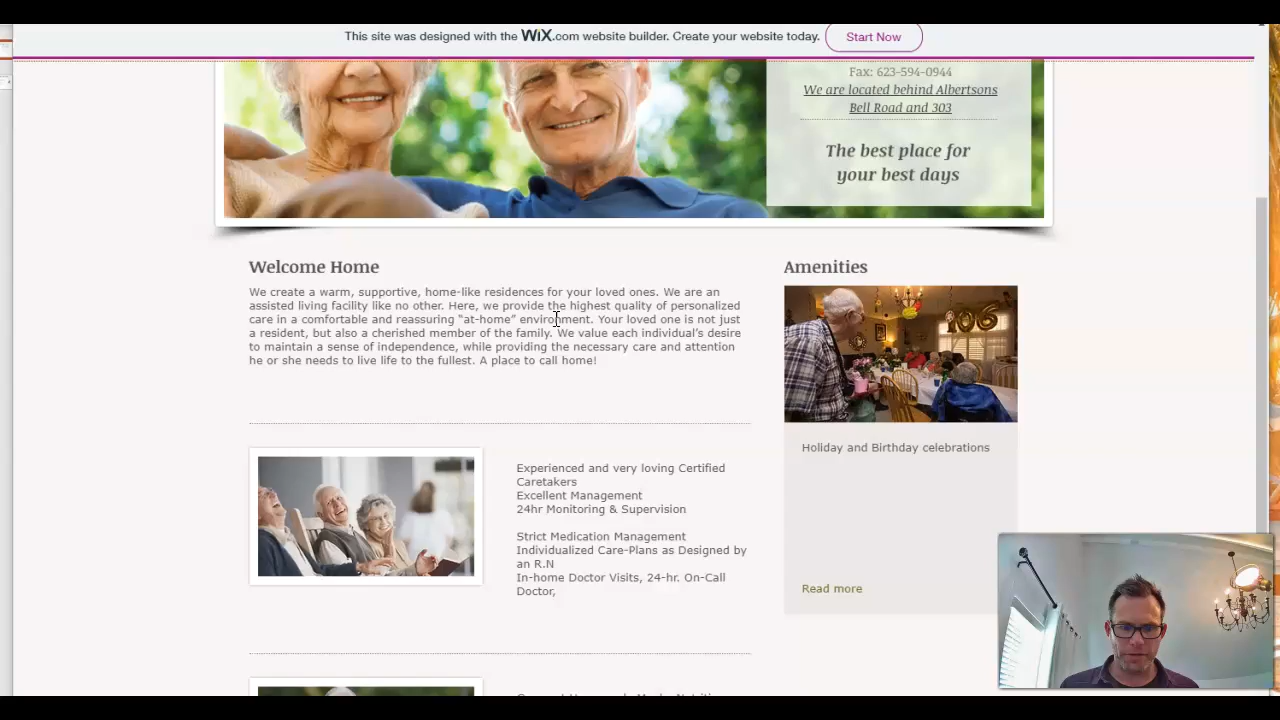 This site was designed with the WiX.com website builder. Create your website today.
Start Now
Fax: 623-594-0944
We are located behind Albertsons
Bell Road and 303
The best place for
your best days
Welcome Home
We create a warm, supportive, home-like residences for your loved ones. We are an
assisted living facility like no other. Here, we provide the highest quality of personalized
care in a comfortable and reassuring “at-home” environment. Your loved one is not just
a resident, but also a cherished member of the family. We value each individual’s desire
to maintain a sense of independence, while providing the necessary care and attention
he or she needs to live life to the fullest. A place to call home!
Amenities
106
Holiday and Birthday celebrations
Read more
Experienced and very loving Certified
Caretakers
Excellent Management
24hr Monitoring & Supervision
Strict Medication Management
Individualized Care-Plans as Designed by
an R.N
In-home Doctor Visits, 24-hr. On-Call
Doctor,